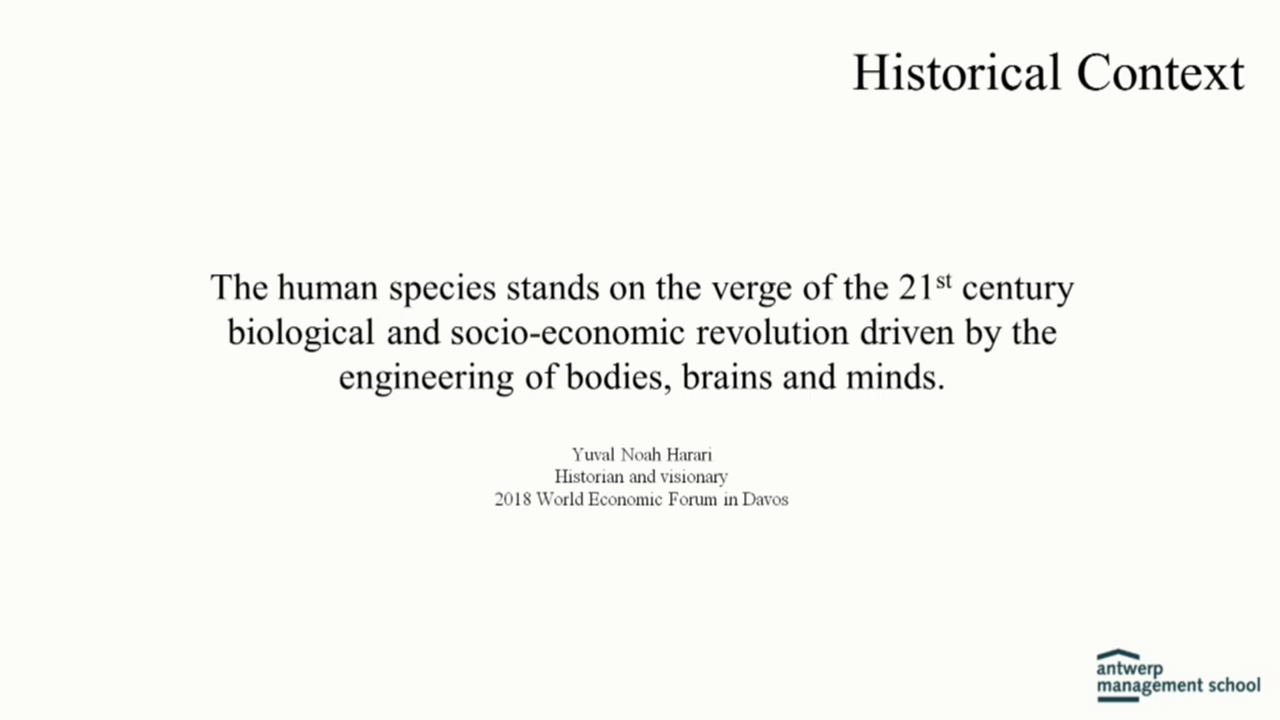 Historical Context
The human species stands on the verge of the 21st century
biological and socio-economic revolution driven by the
engineering of bodies, brains and minds.
Yuval Noah Harari
Historian and visionary
2018 World Economic Forum in Davos
antwerp
management school